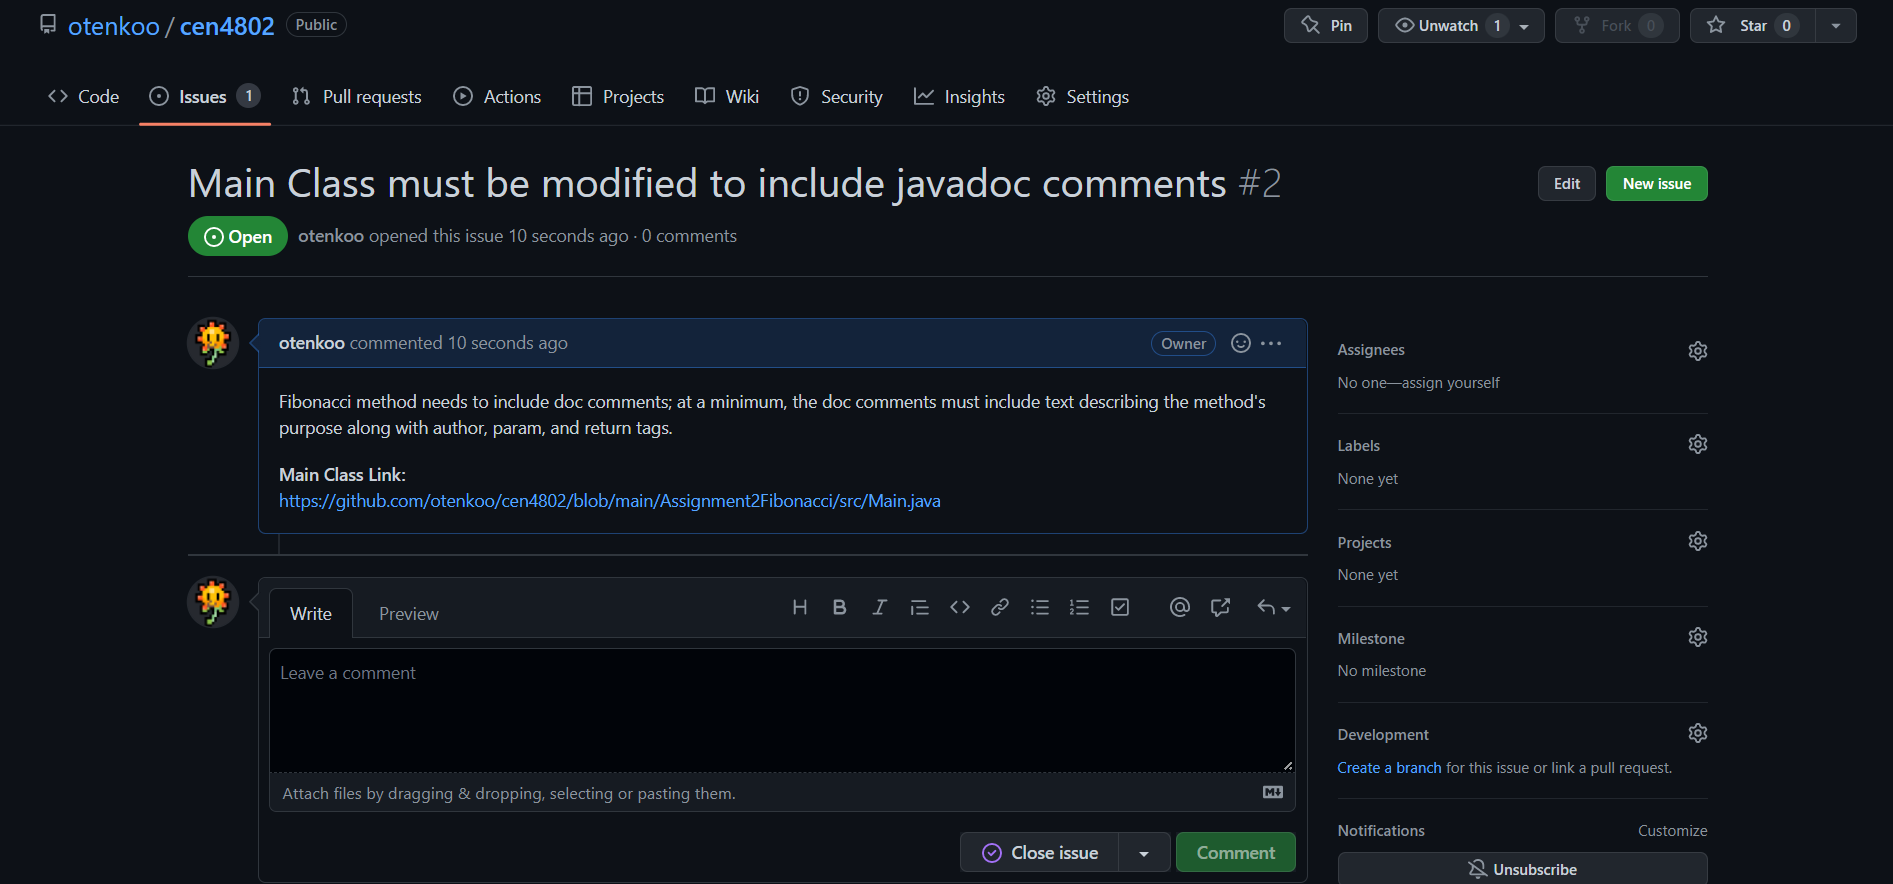 otenkoo / cen4802 Public Pin Unwatch 1 Fork 0 Star 0
Code Issues 1 Pull requests Actions Projects Wiki Security Insights Settings
Main Class must be modified to include javadoc comments #2
Edit New issue
Open otenkoo opened this issue 10 seconds ago · 0 comments
otenkoo commented 10 seconds ago Owner
Fibonacci method needs to include doc comments; at a minimum, the doc comments must include text describing the method's
purpose along with author, param, and return tags.
Main Class Link:
https://github.com/otenkoo/cen4802/blob/main/Assignment2Fibonacci/src/Main.java
Write Preview
Leave a comment
Attach files by dragging & dropping, selecting or pasting them.
Close issue Comment
Assignees
No one—assign yourself
Labels
None yet
Projects
None yet
Milestone
No milestone
Development
Create a branch for this issue or link a pull request.
Notifications Customize
Unsubscribe